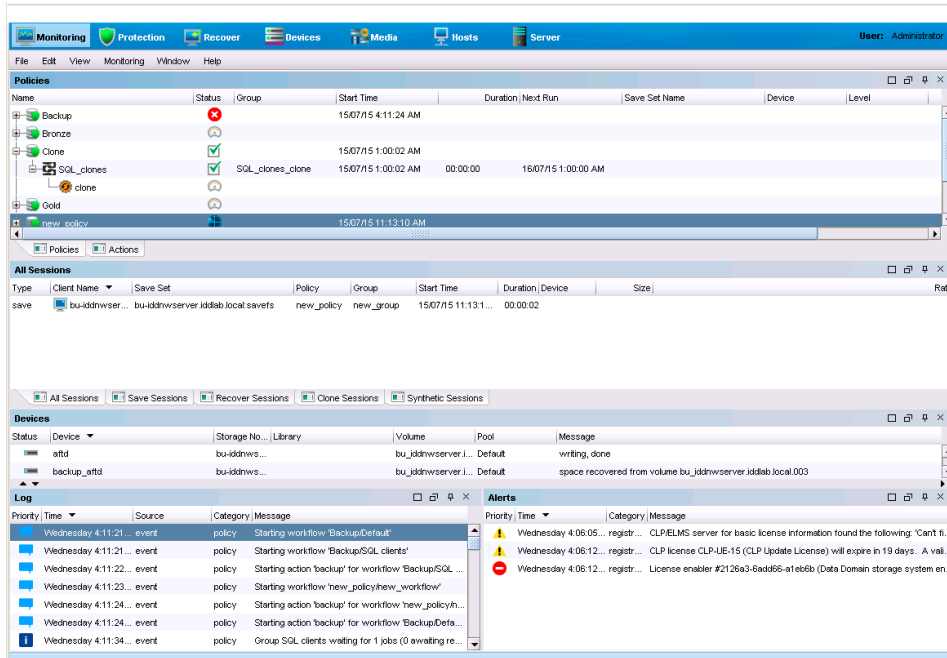 Monitoring Protection Recover Devices Media Hosts Server User: Administrator
File Edit View Monitoring Window Help
Policies
Name Status Group Start Time Duration Next Run Save Set Name Device Level
Backup 15/07/15 4:11:24 AM
Bronze
Clone 15/07/15 1:00:02 AM
SQL_clones SQL_clones_clone 15/07/15 1:00:02 AM 00:00:00 16/07/15 1:00:00 AM
clone
Gold
new_policy 15/07/15 11:13:10 AM
Policies Actions
All Sessions
Type Client Name Save Set Policy Group Start Time Duration Device Size Rat
save bu-iddnwser... bu-iddnwserver.iddlab.local:savefs new_policy new_group 15/07/15 11:13:1... 00:00:02
All Sessions Save Sessions Recover Sessions Clone Sessions Synthetic Sessions
Devices
Status Device Storage No... Library Volume Pool Message
aftd bu-iddnws... bu_iddnwserver.i... Default writing, done
backup_aftd bu-iddnws... bu_iddnwserver.i... Default space recovered from volume bu_iddnwserver.iddlab.local.003
Log
Priority Time Source Category Message
Wednesday 4:11:21... event policy Starting workflow 'Backup/Default'
Wednesday 4:11:21... event policy Starting workflow 'Backup/SQL clients'
Wednesday 4:11:22... event policy Starting action 'backup' for workflow 'Backup/SQL ...
Wednesday 4:11:23... event policy Starting workflow 'new_policy/new_workflow'
Wednesday 4:11:24... event policy Starting action 'backup' for workflow 'new_policy/n...
Wednesday 4:11:24... event policy Starting action 'backup' for workflow 'Backup/Defa...
Wednesday 4:11:34... event policy Group SQL clients waiting for 1 jobs (0 awaiting re...
Alerts
Priority Time Category Message
Wednesday 4:06:05... registr... CLP/ELMS server for basic license information found the following: 'Can't fi...
Wednesday 4:06:12... registr... CLP license CLP-UE-15 (CLP Update License) will expire in 19 days. A vali...
Wednesday 4:06:12... registr... License enabler #2126a3-6add66-a1eb6b (Data Domain storage system en...